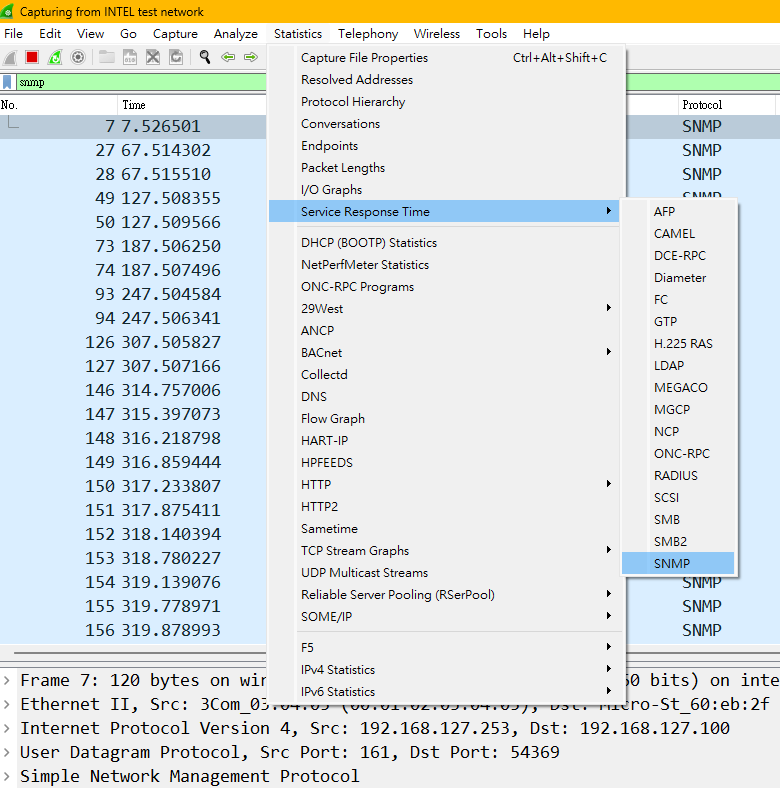 Capturing from INTEL test network
File Edit View Go Capture Analyze Statistics Telephony Wireless Tools Help
snmp
No. Time Protocol
7 7.526501 SNMP
27 67.514302 SNMP
28 67.515510 SNMP
49 127.508355 SNMP
50 127.509566
73 187.506250
74 187.507496
93 247.504584
94 247.506341
126 307.505827
127 307.507166
146 314.757006
147 315.397073
148 316.218798
149 316.859444
150 317.233807
151 317.875411
152 318.140394
153 318.780227
154 319.139076 SNMP
155 319.778971 SNMP
156 319.878993 SNMP
Capture File Properties Ctrl+Alt+Shift+C
Resolved Addresses
Protocol Hierarchy
Conversations
Endpoints
Packet Lengths
I/O Graphs
Service Response Time
DHCP (BOOTP) Statistics
NetPerfMeter Statistics
ONC-RPC Programs
29West
ANCP
BACnet
Collectd
DNS
Flow Graph
HART-IP
HPFEEDS
HTTP
HTTP2
Sametime
TCP Stream Graphs
UDP Multicast Streams
Reliable Server Pooling (RSerPool)
SOME/IP
F5
IPv4 Statistics
IPv6 Statistics
AFP
CAMEL
DCE-RPC
Diameter
FC
GTP
H.225 RAS
LDAP
MEGACO
MGCP
NCP
ONC-RPC
RADIUS
SCSI
SMB
SMB2
SNMP
Frame 7: 120 bytes on wir 60 bits) on inte
Ethernet II, Src: 3Com_03:04:05 (00:01:02:03:04:05), Dst: Micro-St_60:eb:2f
Internet Protocol Version 4, Src: 192.168.127.253, Dst: 192.168.127.100
User Datagram Protocol, Src Port: 161, Dst Port: 54369
Simple Network Management Protocol